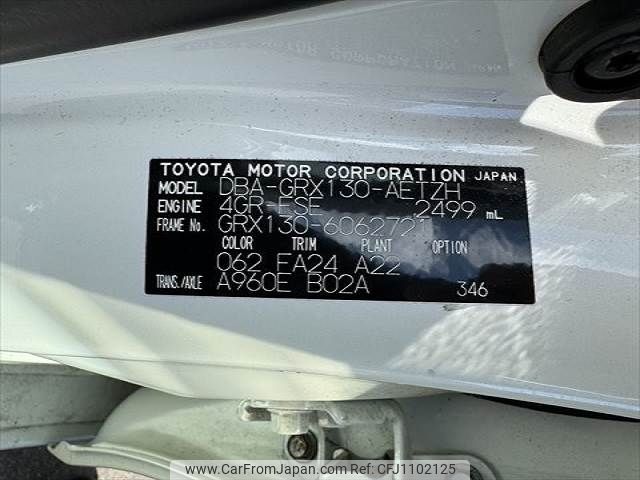 TOYOTA MOTOR CORPORATION JAPAN
MODEL DBA-GRX130-AETZH
ENGINE 4GR-FSE 2499 mL
FRAME No. GRX130-6062721
COLOR TRIM PLANT OPTION
062 FA24 A22
TRANS./AXLE A960E B02A 346
www.CarFromJapan.com | Ref: CFJ1102125